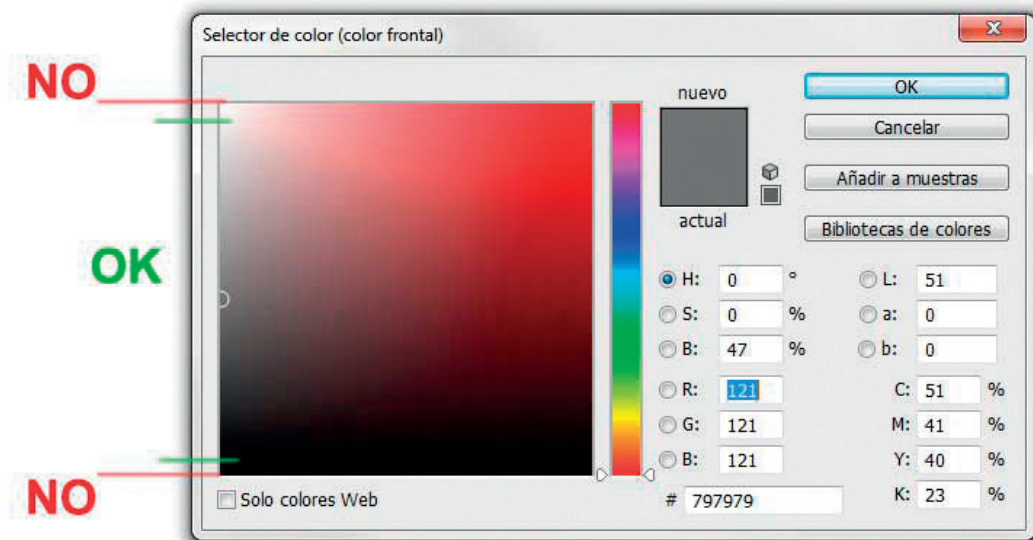 Selector de color (color frontal)
NO
OK
NO
nuevo
actual
OK
Cancelar
Añadir a muestras
Bibliotecas de colores
H: 0 °
S: 0 %
B: 47 %
R: 121
G: 121
B: 121
# 797979
L: 51
a: 0
b: 0
C: 51 %
M: 41 %
Y: 40 %
K: 23 %
Solo colores Web